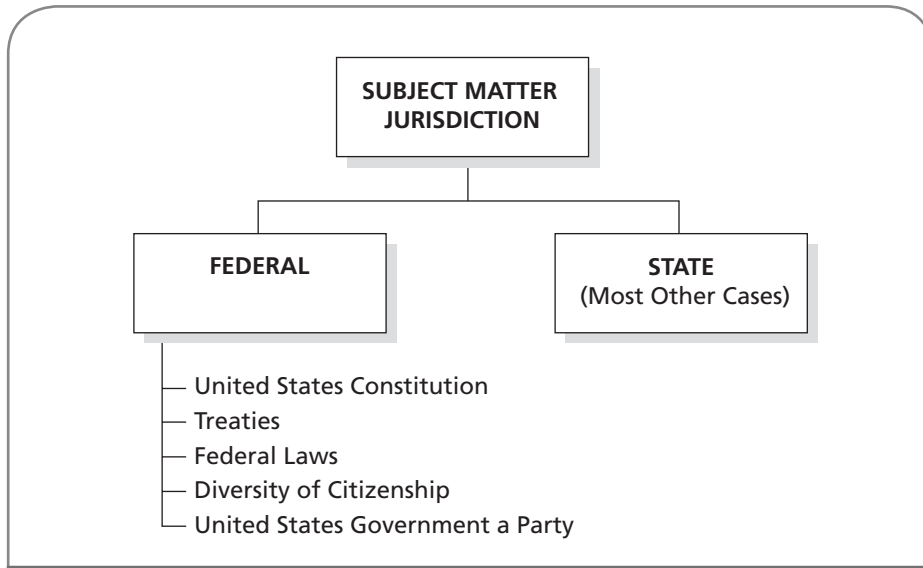 SUBJECT MATTER
JURISDICTION
FEDERAL
STATE
(Most Other Cases)
United States Constitution
Treaties
Federal Laws
Diversity of Citizenship
United States Government a Party